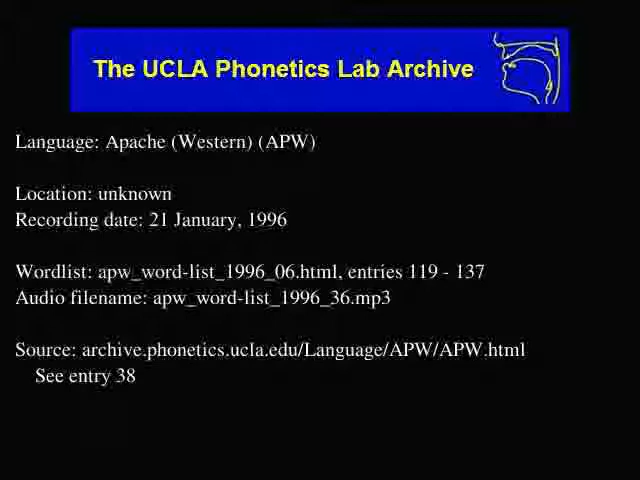 The UCLA Phonetics Lab Archive
Language: Apache (Western) (APW)
Location: unknown
Recording date: 21 January, 1996
Wordlist: apw_word-list_1996_06.html, entries 119 - 137
Audio filename: apw_word-list_1996_36.mp3
Source: archive.phonetics.ucla.edu/Language/APW/APW.html
See entry 38